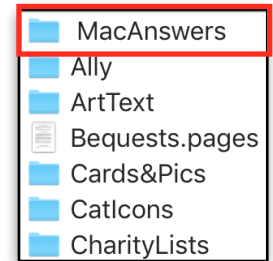 MacAnswers
Ally
ArtText
Bequests.pages
Cards&Pics
CatIcons
CharityLists